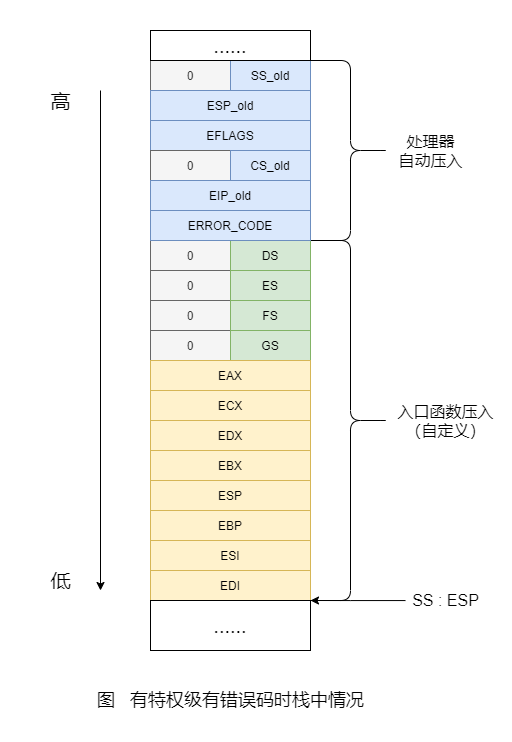 ......
0 SS_old
高
ESP_old
EFLAGS
处理器
自动压入
0 CS_old
EIP_old
ERROR_CODE
0 DS
0 ES
0 FS
0 GS
EAX
ECX
入口函数压入
（自定义）
EDX
EBX
ESP
EBP
ESI
低
EDI
SS : ESP
......
图 有特权级有错误码时栈中情况